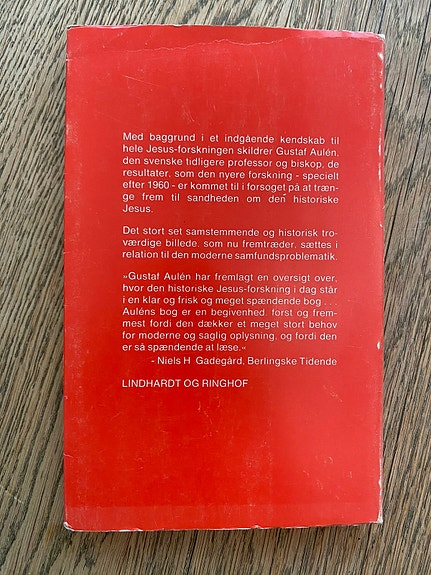 Med baggrund i et indgående kendskab til
hele Jesus-forskningen skildrer Gustaf Aulén,
den svenske tidligere professor og biskop, de
resultater, som den nyere forskning - specielt
efter 1960 - er kommet til i forsøget på at træn-
ge frem til sandheden om den historiske
Jesus.
Det stort set samstemmende og historisk tro-
værdige billede, som nu fremtræder, sættes i
relation til den moderne samfundsproblematik.
»Gustaf Aulén har fremlagt en oversigt over,
hvor den historiske Jesus-forskning i dag står
i en klar og frisk og meget spændende bog . . .
Auléns bog er en begivenhed, først og frem-
mest fordi den dækker et meget stort behov
for moderne og saglig oplysning, og fordi den
er så spændende at læse.«
- Niels H. Gadegård, Berlingske Tidende
LINDHARDT OG RINGHOF